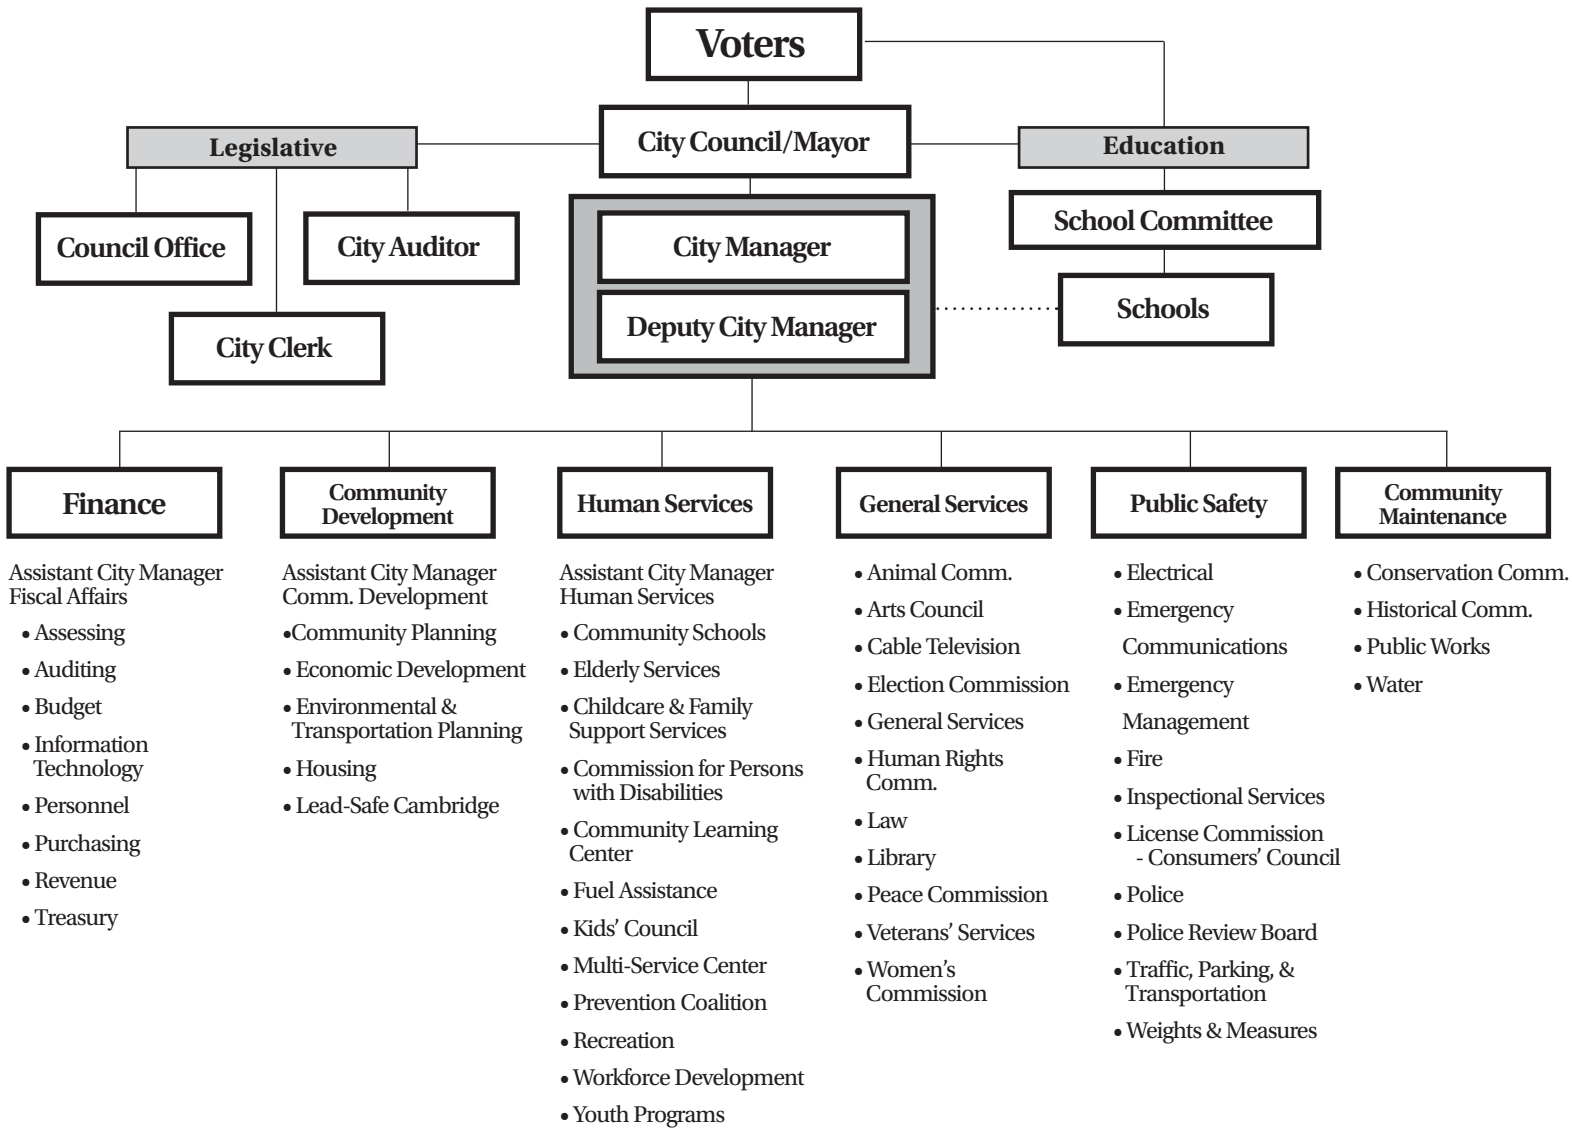 Voters
City Council/Mayor
Legislative
Education
Council Office
City Auditor
City Clerk
City Manager
Deputy City Manager
School Committee
Schools
Finance
Assistant City Manager
Fiscal Affairs
• Assessing
• Auditing
• Budget
• Information
Technology
• Personnel
• Purchasing
• Revenue
• Treasury
Community
Development
Assistant City Manager
Comm. Development
•Community Planning
• Economic Development
• Environmental &
Transportation Planning
• Housing
• Lead-Safe Cambridge
Human Services
Assistant City Manager
Human Services
• Community Schools
• Elderly Services
• Childcare & Family
Support Services
• Commission for Persons
with Disabilities
• Community Learning
Center
• Fuel Assistance
• Kids’ Council
• Multi-Service Center
• Prevention Coalition
• Recreation
• Workforce Development
• Youth Programs
General Services
• Animal Comm.
• Arts Council
• Cable Television
• Election Commission
• General Services
• Human Rights
Comm.
• Law
• Library
• Peace Commission
• Veterans’ Services
• Women’s
Commission
Public Safety
• Electrical
• Emergency
Communications
• Emergency
Management
• Fire
• Inspectional Services
• License Commission
- Consumers’ Council
• Police
• Police Review Board
• Traffic, Parking, &
Transportation
• Weights & Measures
Community
Maintenance
• Conservation Comm.
• Historical Comm.
• Public Works
• Water